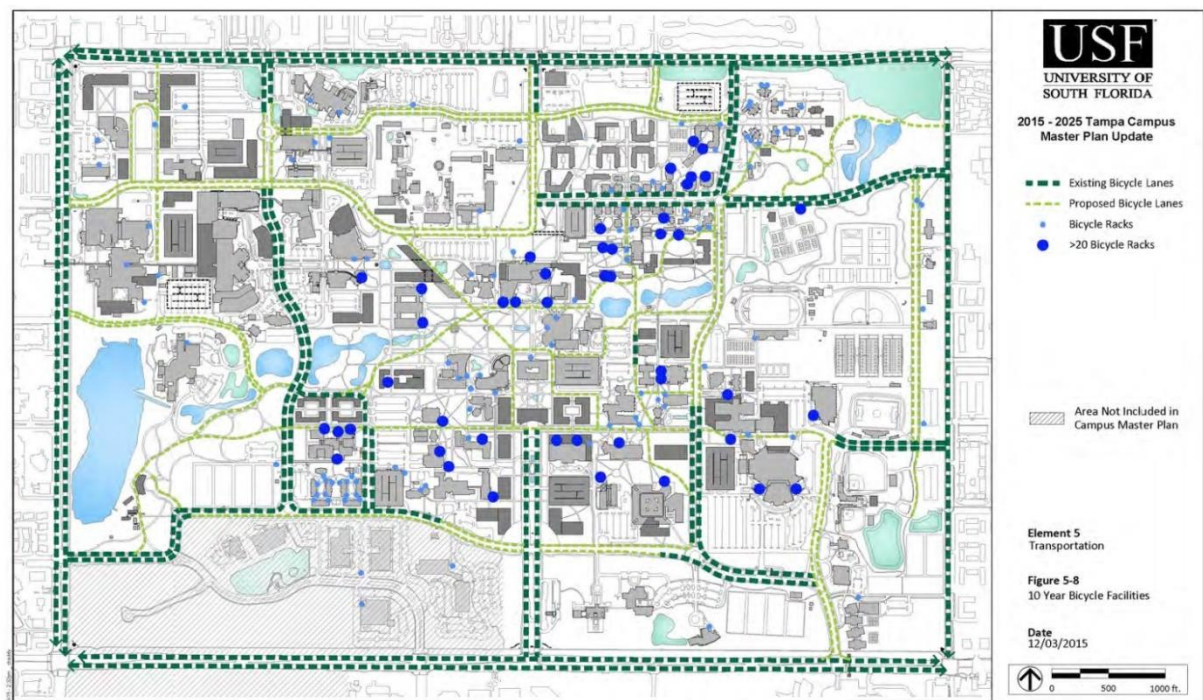 USF
UNIVERSITY OF
SOUTH FLORIDA
2015 - 2025 Tampa Campus
Master Plan Update
Existing Bicycle Lanes
Proposed Bicycle Lanes
Bicycle Racks
>20 Bicycle Racks
Area Not Included in
Campus Master Plan
Element 5
Transportation
Figure 5-8
10 Year Bicycle Facilities
Date
12/03/2015
0 500 1000 ft.